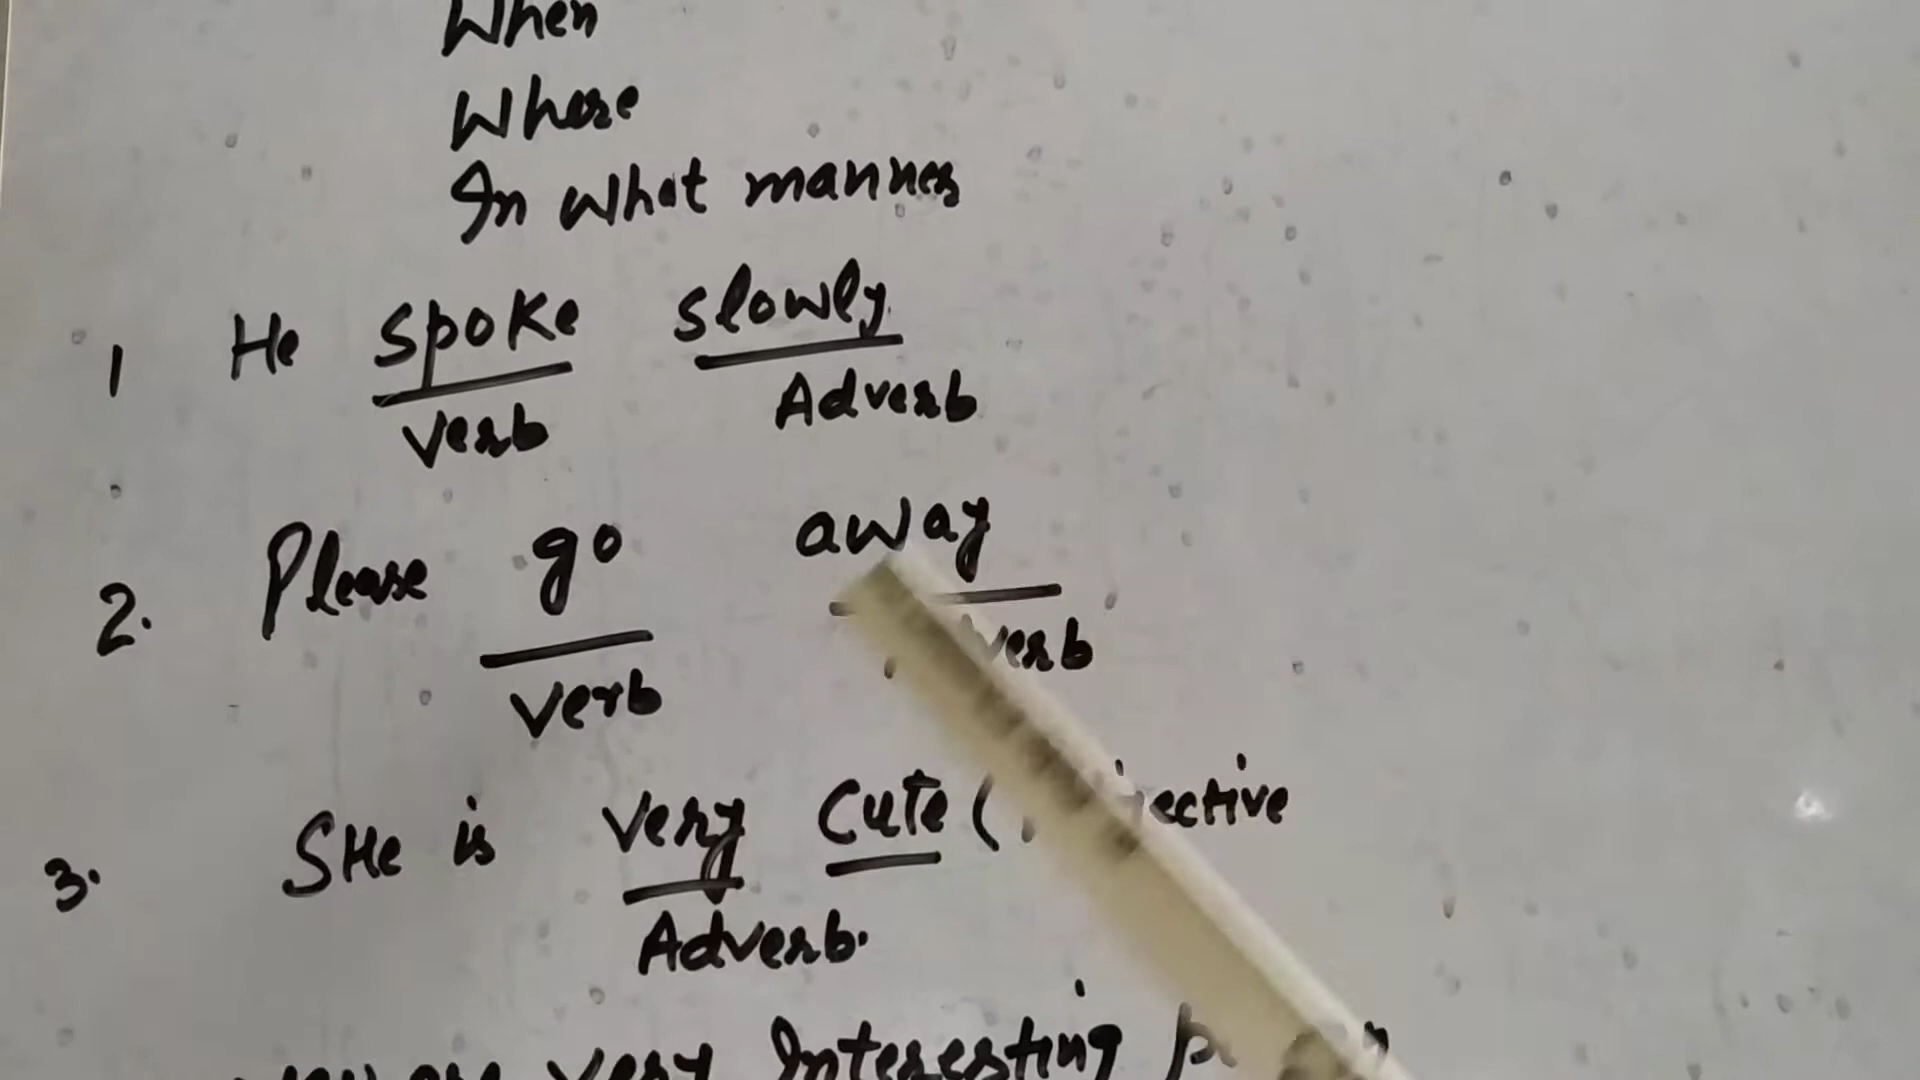 When
Where
In what manner
1 He spoke slowly
Verb Adverb
2. Please go away
Verb
3. SHe is very cute (
Adverb.
very Interesting